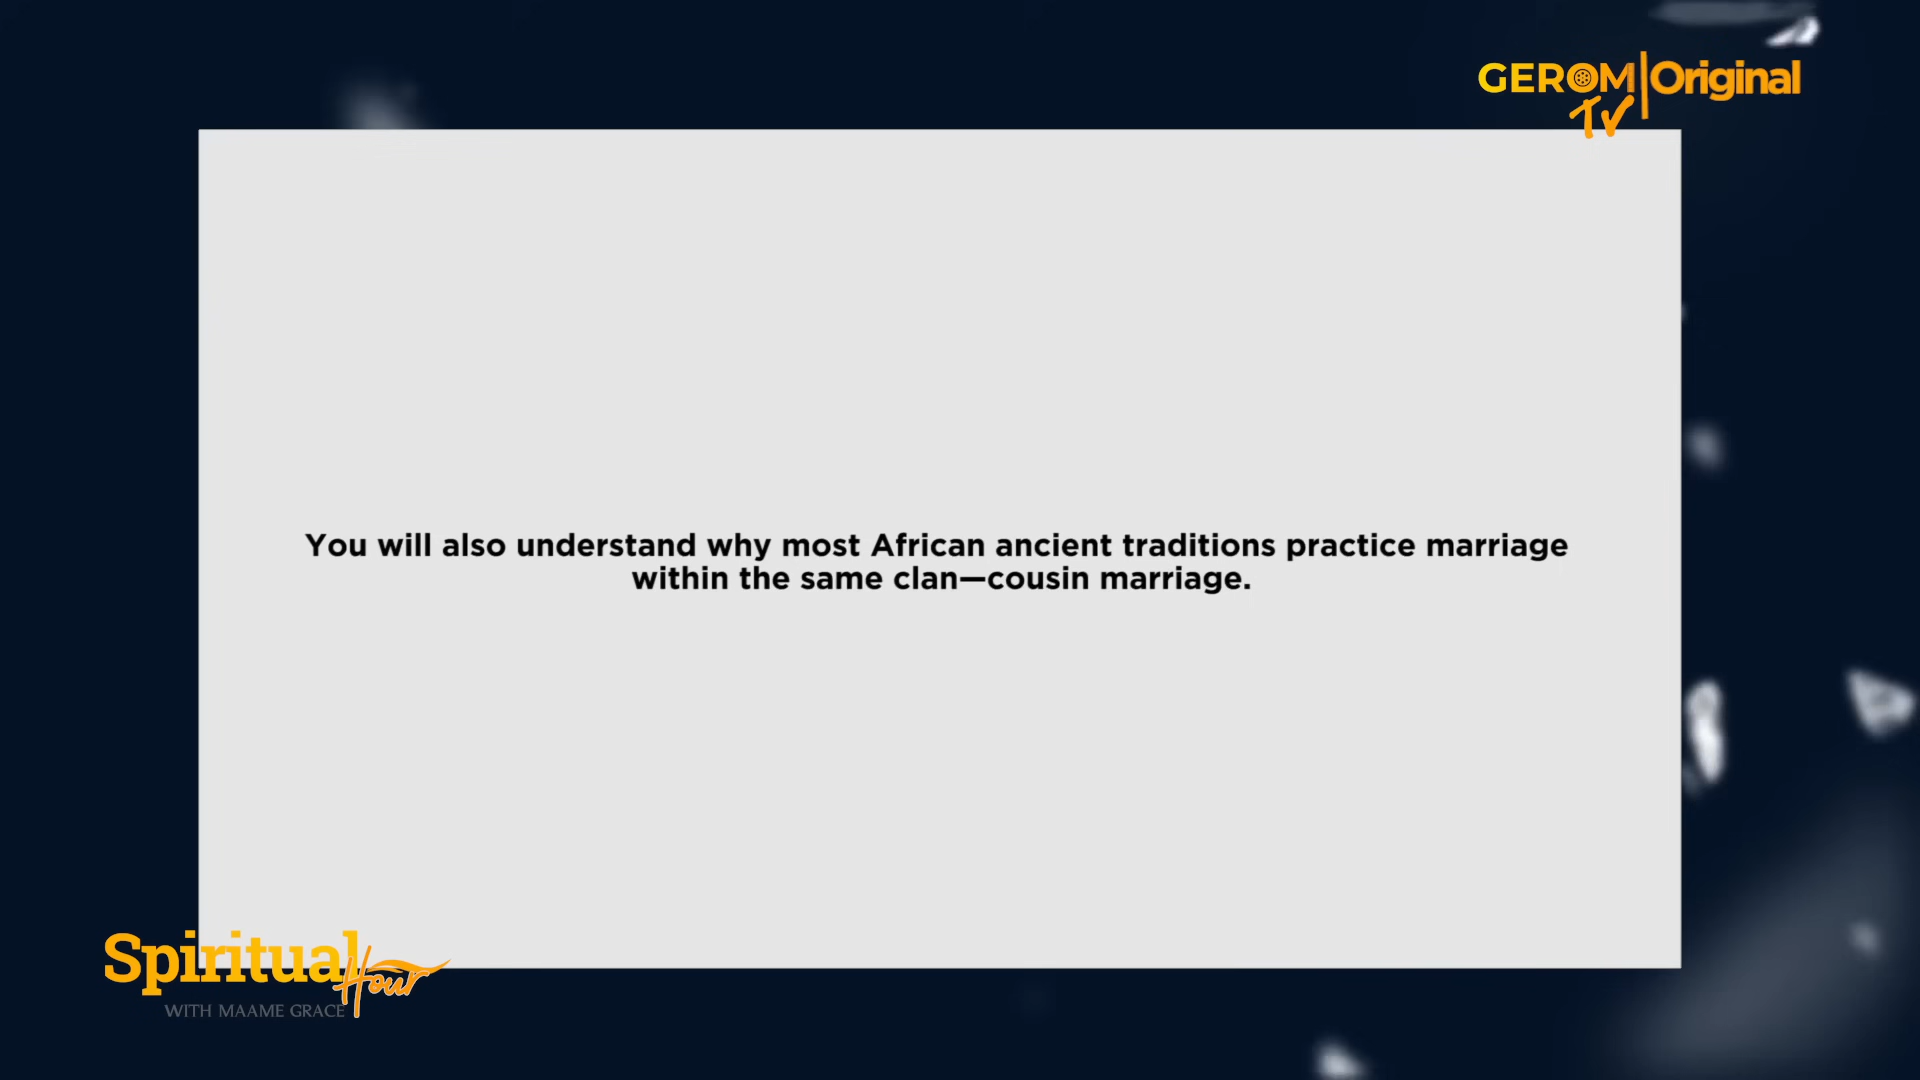 GEROM TV | Original
You will also understand why most African ancient traditions practice marriage
within the same clan—cousin marriage.
Spiritual Hour
WITH MAAME GRACE